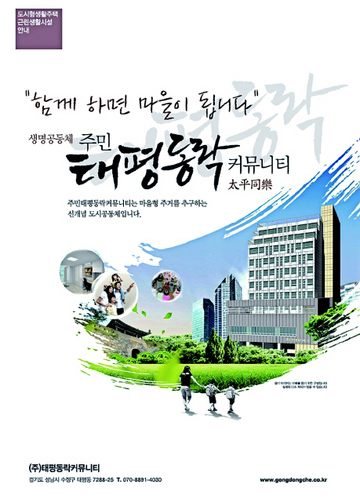 도시형생활주택
근린생활시설
안내
"함께 하면 마을이 됩니다"
생명공동체 주민
태평동락 커뮤니티
太平同樂
주민태평동락커뮤니티는 마을형 주거를 추구하는
신개념 도시공동체입니다.
(주)태평동락커뮤니티
경기도 성남시 수정구 태평동 7288-25 T. 070-8891-4030
www.gongdongche.co.kr